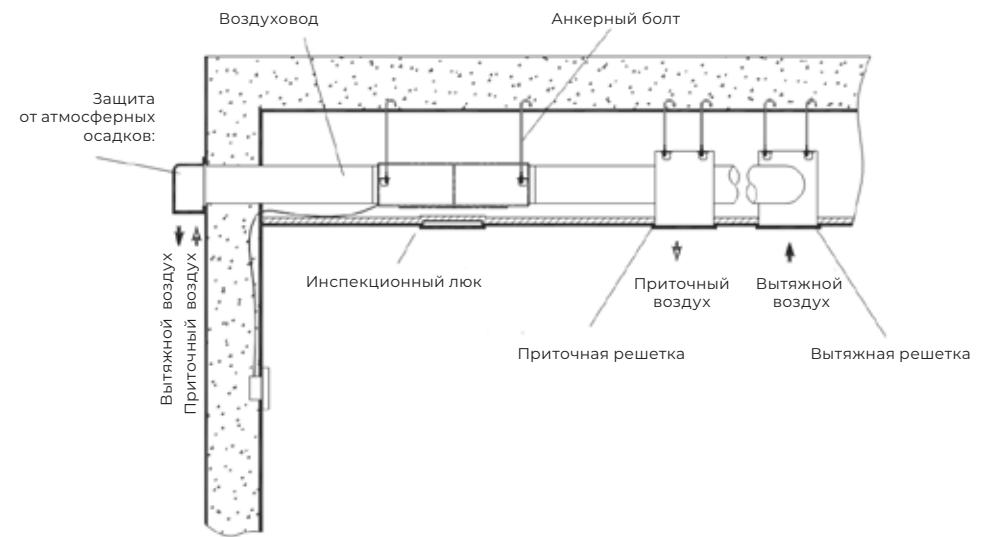 Воздуховод
Анкерный болт
Защита
от атмосферных
осадков:
Вытяжной воздух
Приточный воздух
Инспекционный люк
Приточный
воздух
Вытяжной
воздух
Приточная решетка
Вытяжная решетка